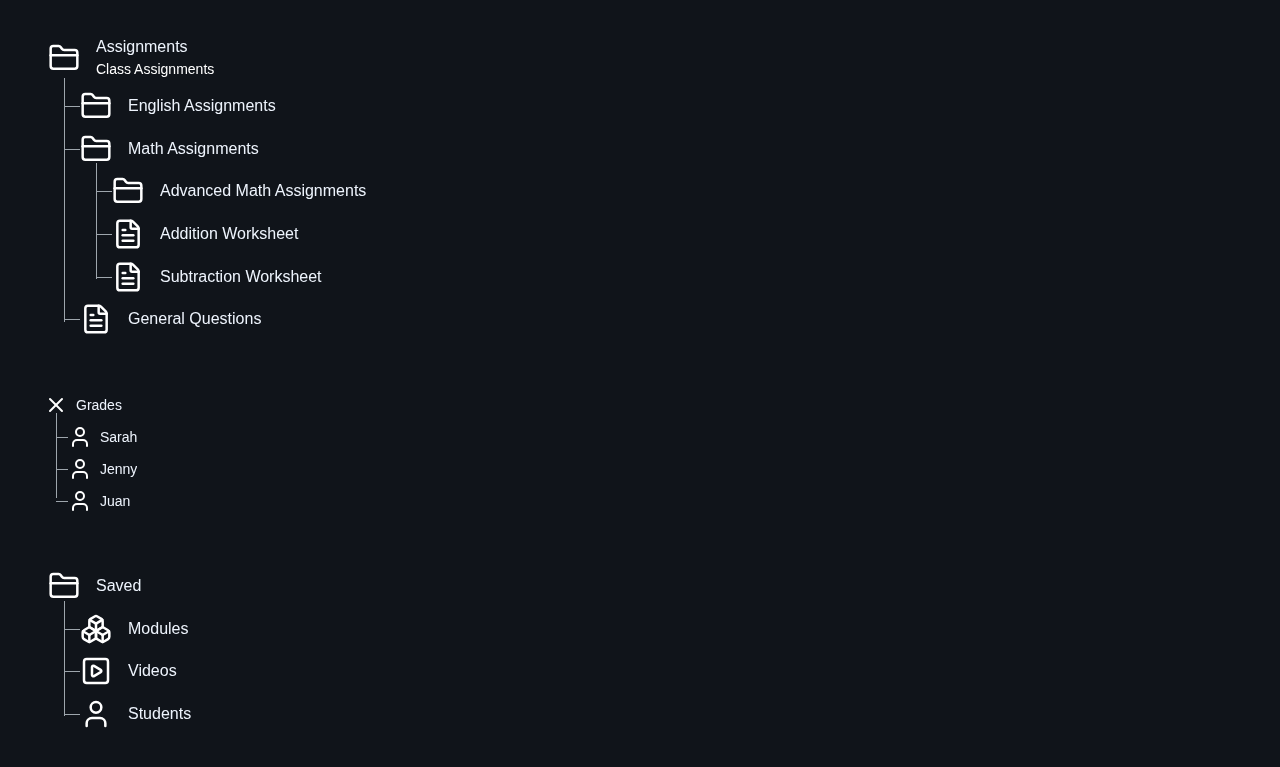 Assignments
Class Assignments
English Assignments
Math Assignments
Advanced Math Assignments
Addition Worksheet
Subtraction Worksheet
General Questions
Grades
Sarah
Jenny
Juan
Saved
Modules
Videos
Students